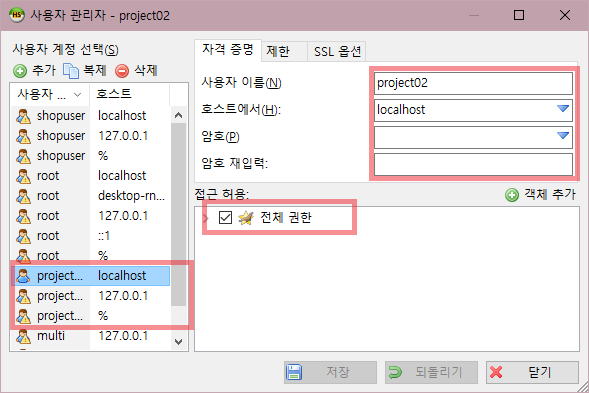 HS 사용자 관리자 - project02
사용자 계정 선택(S)
추가 복제 삭제
사용자 ... 호스트
shopuser localhost
shopuser 127.0.0.1
shopuser %
root localhost
root desktop-rn...
root 127.0.0.1
root ::1
root %
project... localhost
project... 127.0.0.1
project... %
multi 127.0.0.1
자격 증명 제한 SSL 옵션
사용자 이름(N) project02
호스트에서(H): localhost
암호(P)
암호 재입력:
접근 허용: 객체 추가
전체 권한
저장 되돌리기 닫기